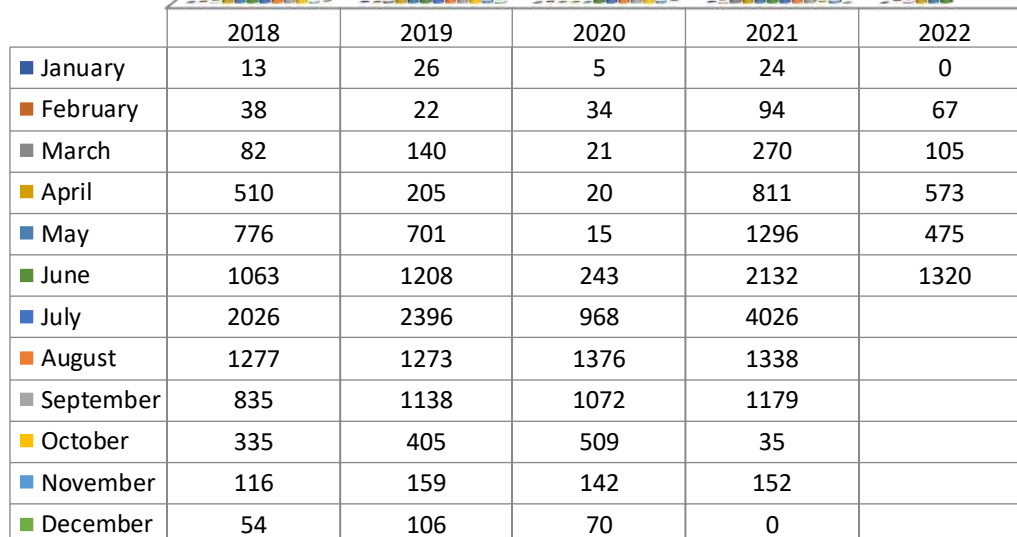 2018 2019 2020 2021 2022
January 13 26 5 24 0
February 38 22 34 94 67
March 82 140 21 270 105
April 510 205 20 811 573
May 776 701 15 1296 475
June 1063 1208 243 2132 1320
July 2026 2396 968 4026
August 1277 1273 1376 1338
September 835 1138 1072 1179
October 335 405 509 35
November 116 159 142 152
December 54 106 70 0